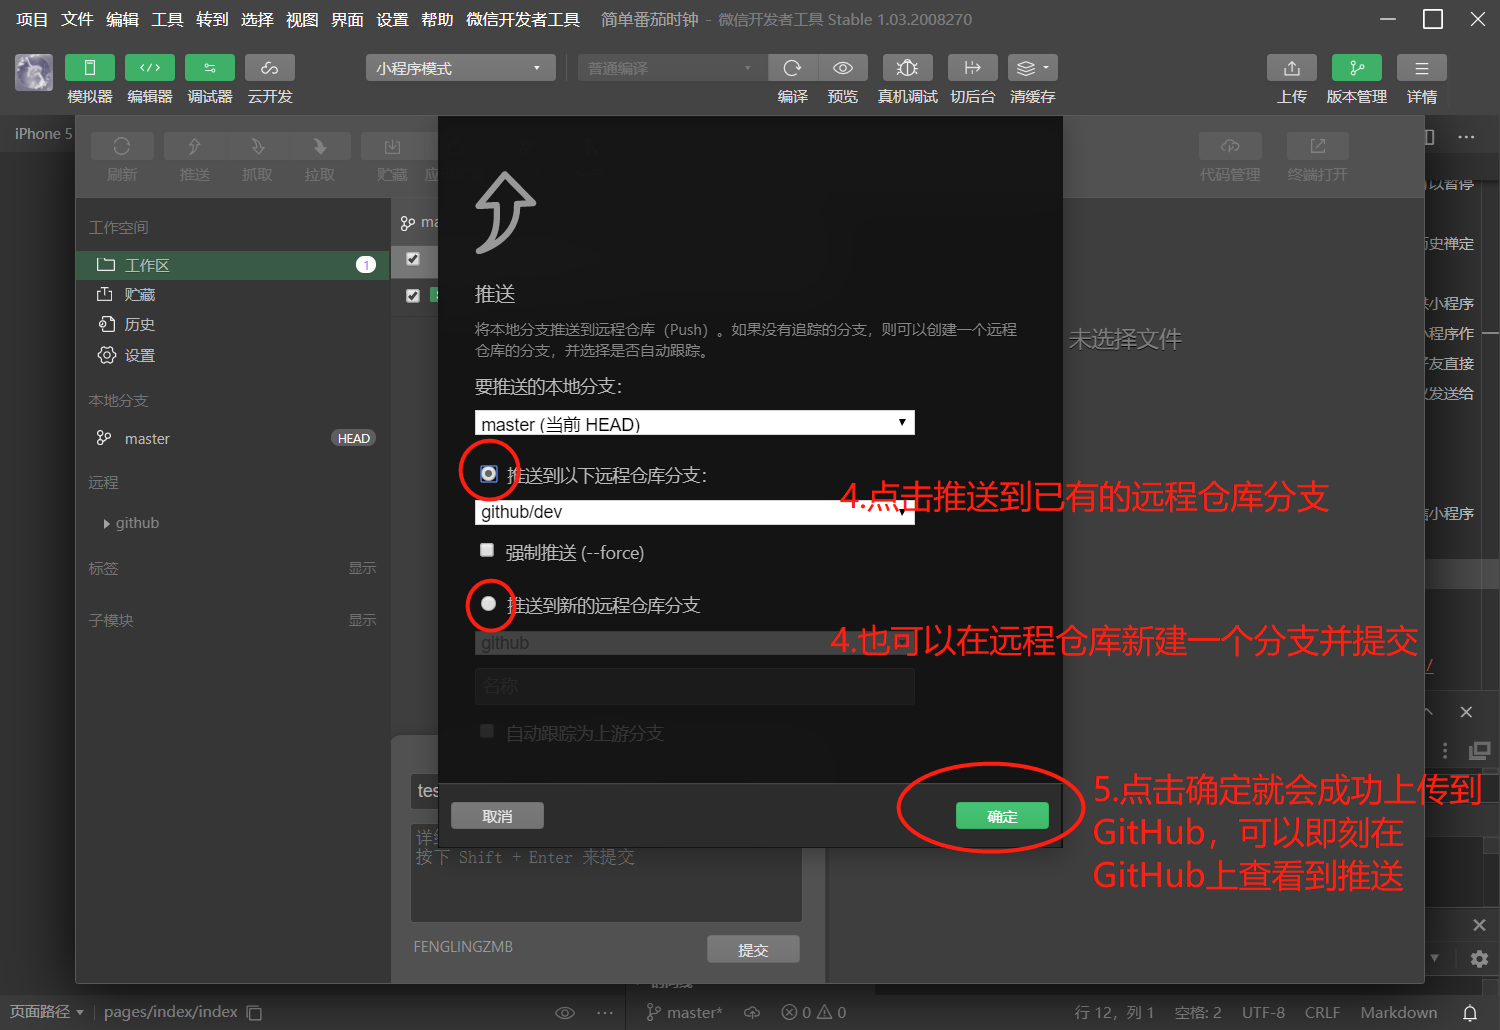 项目 文件 编辑 工具 转到 选择 视图 界面 设置 帮助 微信开发者工具 简单番茄时钟 - 微信开发者工具 Stable 1.03.2008270
小程序模式 普通编译
模拟器 编辑器 调试器 云开发 编译 预览 真机调试 切后台 清缓存 上传 版本管理 详情
iPhone 5
刷新 推送 抓取 拉取 贮藏 应 代码管理 终端打开
以暂停
工作空间
工作区 1
贮藏
历史
设置
本地分支
master HEAD
远程
github
标签 显示
子模块 显示
ma
推送
将本地分支推送到远程仓库（Push）。如果没有追踪的分支，则可以创建一个远程
仓库的分支，并选择是否自动跟踪。
要推送的本地分支：
master (当前 HEAD)
推送到以下远程仓库分支：
4.点击推送到已有的远程仓库分支
github/dev
强制推送 (--force)
推送到新的远程仓库分支
4.也可以在远程仓库新建一个分支并提交
github
名称
自动跟踪为上游分支
取消 确定
5.点击确定就会成功上传到
GitHub，可以即刻在
GitHub上查看到推送
未选择文件
史禅定
小程序
程序作
友直接
发送给
小程序
tes
按下 Shift + Enter 来提交
FENGLINGZMB 提交
页面路径 pages/index/index master* 0 0 行 12，列 1 空格: 2 UTF-8 CRLF Markdown